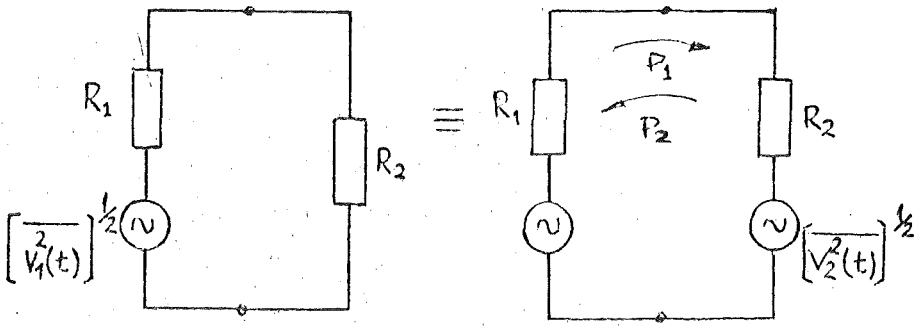 R₁
R₂
[V₁²(t)]^½
≡
R₁
P₁
P₂
R₂
[V₂²(t)]^½